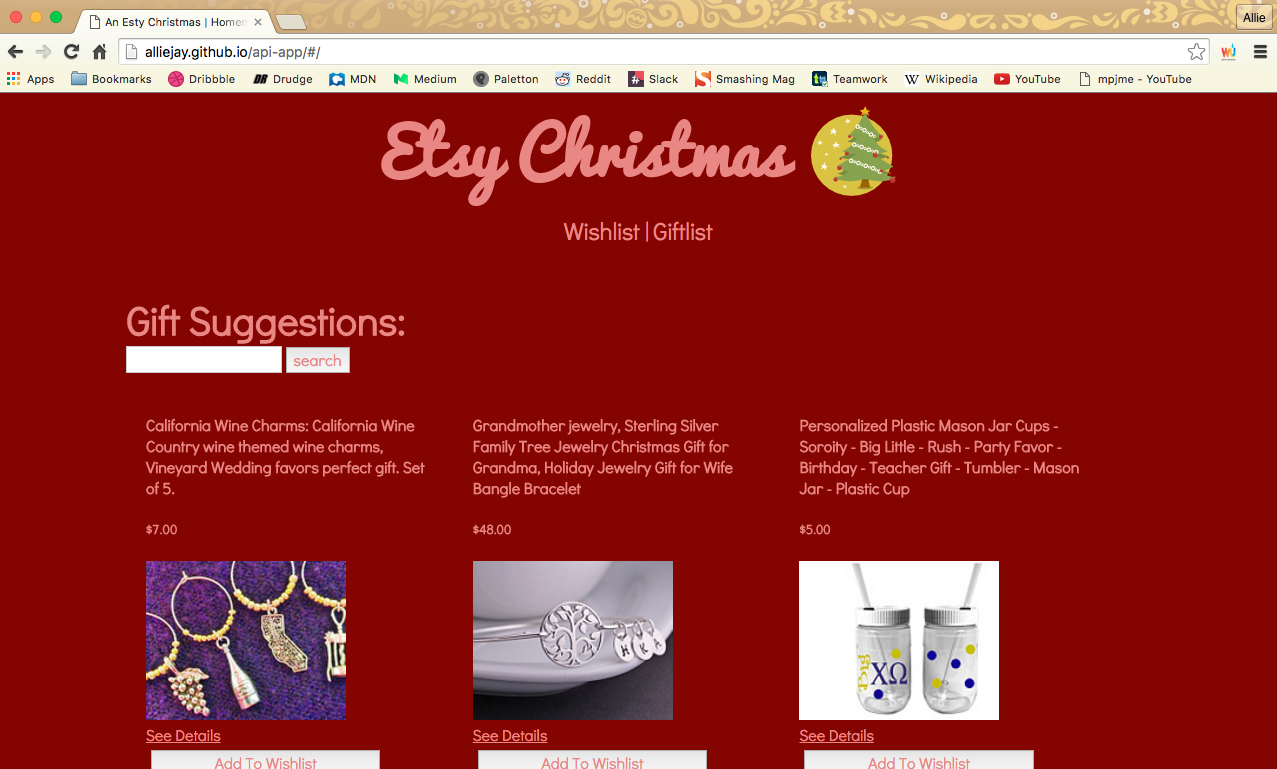 An Esty Christmas | Homer
Allie
alliejay.github.io/api-app/#/
Apps Bookmarks Dribbble Drudge MDN Medium Paletton Reddit Slack Smashing Mag Teamwork Wikipedia YouTube mpjme - YouTube
Etsy Christmas
Wishlist | Giftlist
Gift Suggestions:
search
California Wine Charms: California Wine
Country wine themed wine charms,
Vineyard Wedding favors perfect gift. Set
of 5.
$7.00
See Details
Add To Wishlist
Grandmother jewelry, Sterling Silver
Family Tree Jewelry Christmas Gift for
Grandma, Holiday Jewelry Gift for Wife
Bangle Bracelet
$48.00
H K K
See Details
Add To Wishlist
Personalized Plastic Mason Jar Cups -
Soroity - Big Little - Rush - Party Favor -
Birthday - Teacher Gift - Tumbler - Mason
Jar - Plastic Cup
$5.00
Big
ΧΩ
See Details
Add To Wishlist